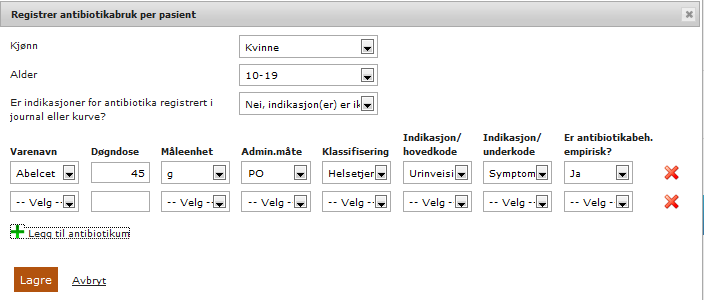 Registrer antibiotikabruk per pasient
Kjønn Kvinne
Alder 10-19
Er indikasjoner for antibiotika registrert i journal eller kurve? Nei, indikasjon(er) er ik
Varenavn Døgndose Måleenhet Admin.måte Klassifisering Indikasjon/ hovedkode Indikasjon/ underkode Er antibiotikabeh. empirisk?
Abelcet 45 g PO Helsetjer Urinveisi Symptom Ja
-- Velg -- -- Velg -- -- Velg - -- Velg -- -- Velg -- -- Velg -- -- Velg -
Legg til antibiotikum
Lagre Avbryt